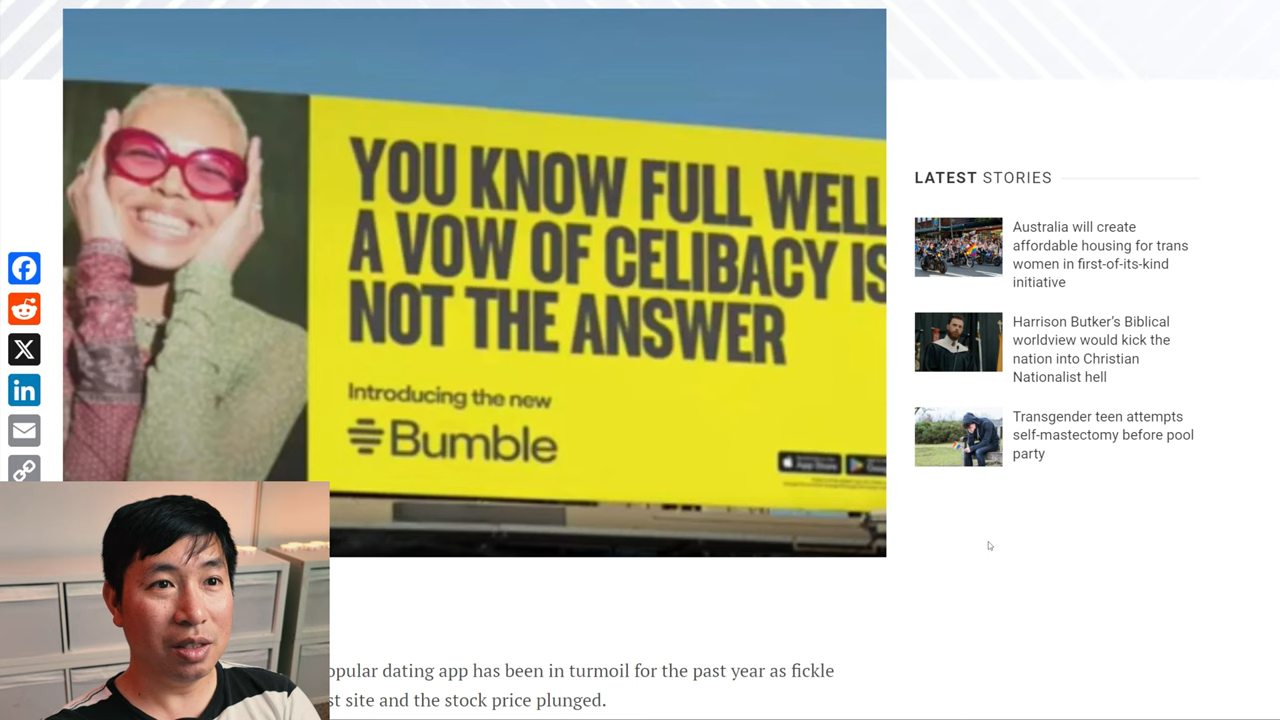 YOU KNOW FULL WELL
A VOW OF CELIBACY IS
NOT THE ANSWER
Introducing the new
Bumble
App Store
LATEST STORIES
Australia will create
affordable housing for trans
women in first-of-its-kind
initiative
Harrison Butker's Biblical
worldview would kick the
nation into Christian
Nationalist hell
Transgender teen attempts
self-mastectomy before pool
party
opular dating app has been in turmoil for the past year as fickle
st site and the stock price plunged.